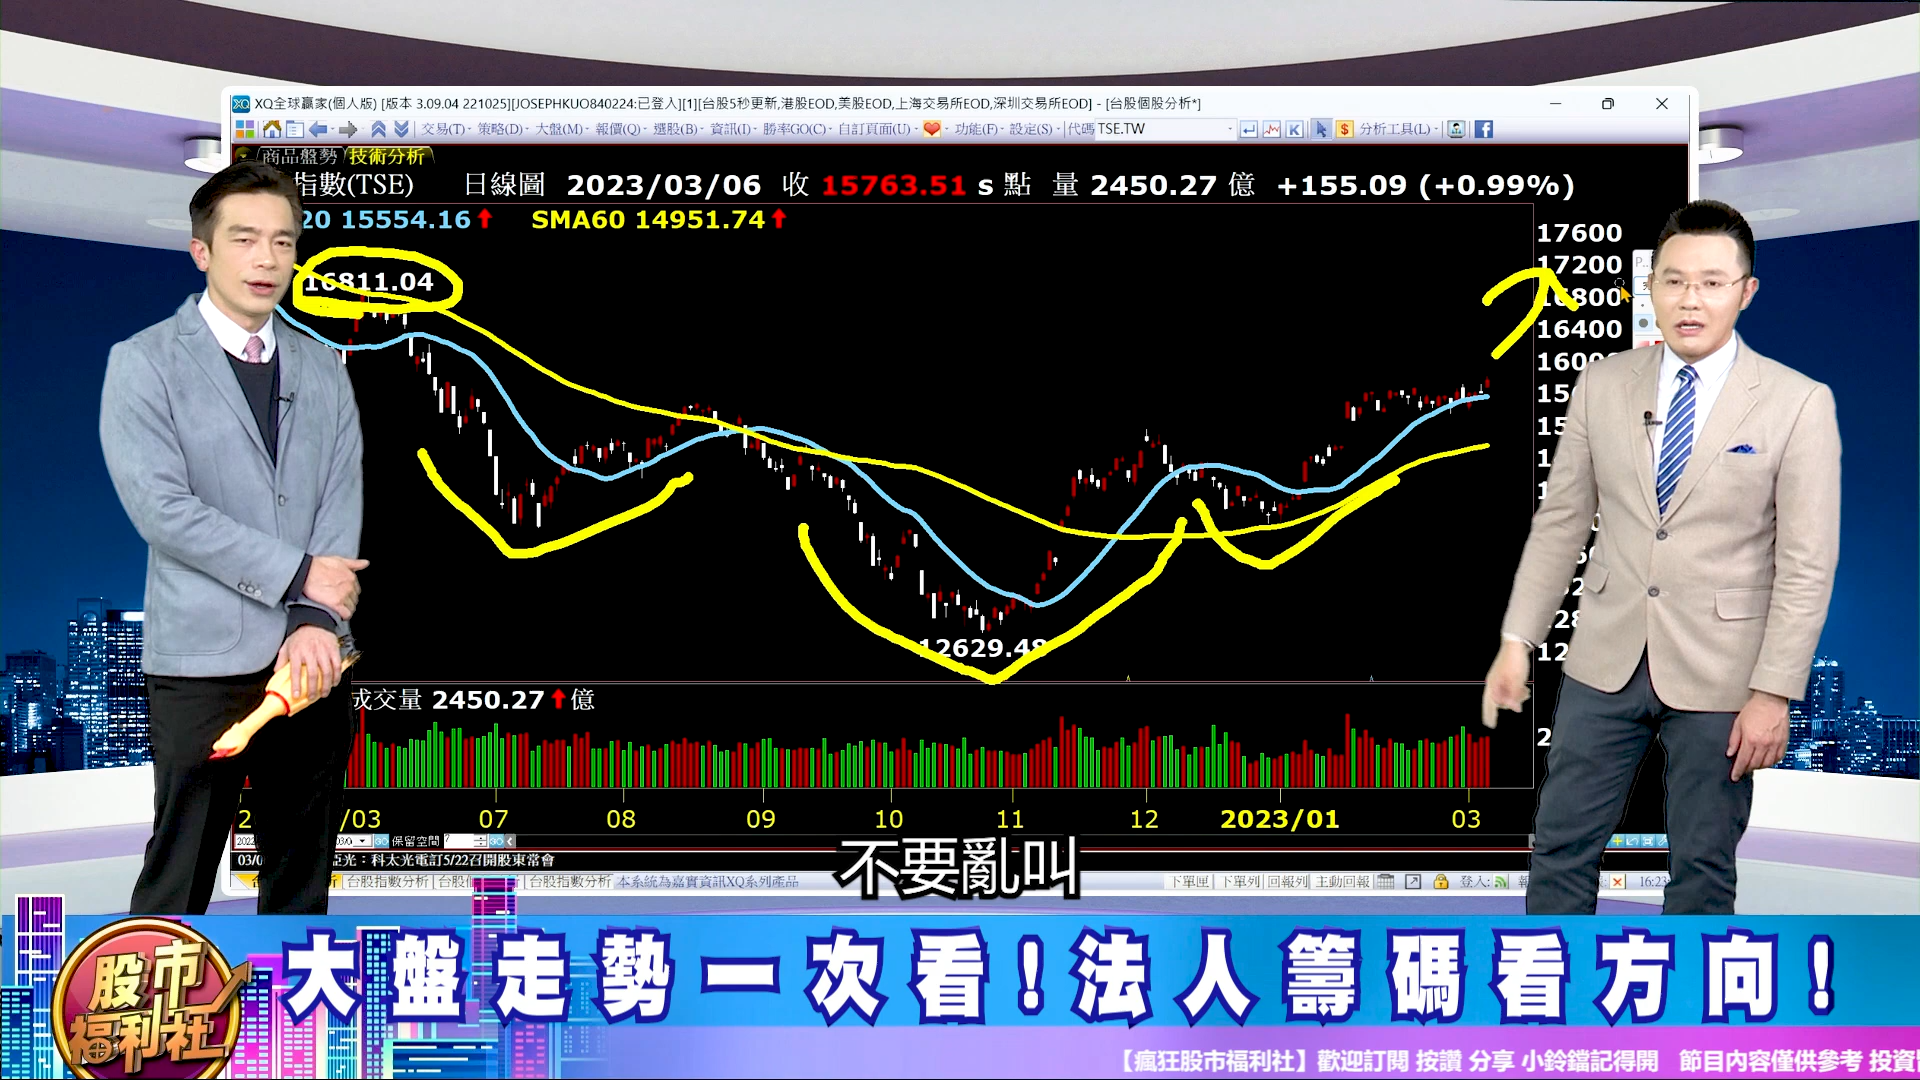 XQ全球贏家(個人版) [版本 3.09.04 221025][JOSEPHKUO840224:已登入][1][台股5秒更新,港股EOD,美股EOD,上海交易所EOD,深圳交易所EOD] - [台股個股分析*]
交易(T) 策略(D) 大盤(M) 報價(Q) 選股(B) 資訊(I) 勝率GO(C) 自訂頁面(U) 功能(F) 設定(S) 代碼 TSE.TW 分析工具(L)
商品盤勢 技術分析
指數(TSE) 日線圖 2023/03/06 收 15763.51 s 點 量 2450.27 億 +155.09 (+0.99%)
20 15554.16 SMA60 14951.74
17600
17200
16811.04
16800
16400
12629.48
成交量 2450.27 億
/03 07 08 09 10 11 12 2023/01 03
保留空間 7
光：科太光電訂5/22召開股東常會
台股指數分析 台股指數分析 本系統為嘉實資訊XQ系列產品 下單匣 下單列 回報列 主動回報 登入:
不要亂叫
大盤走勢一次看!法人籌碼看方向!
股市福利社
【瘋狂股市福利社】歡迎訂閱 按讚 分享 小鈴鐺記得開 節目內容僅供參考 投資